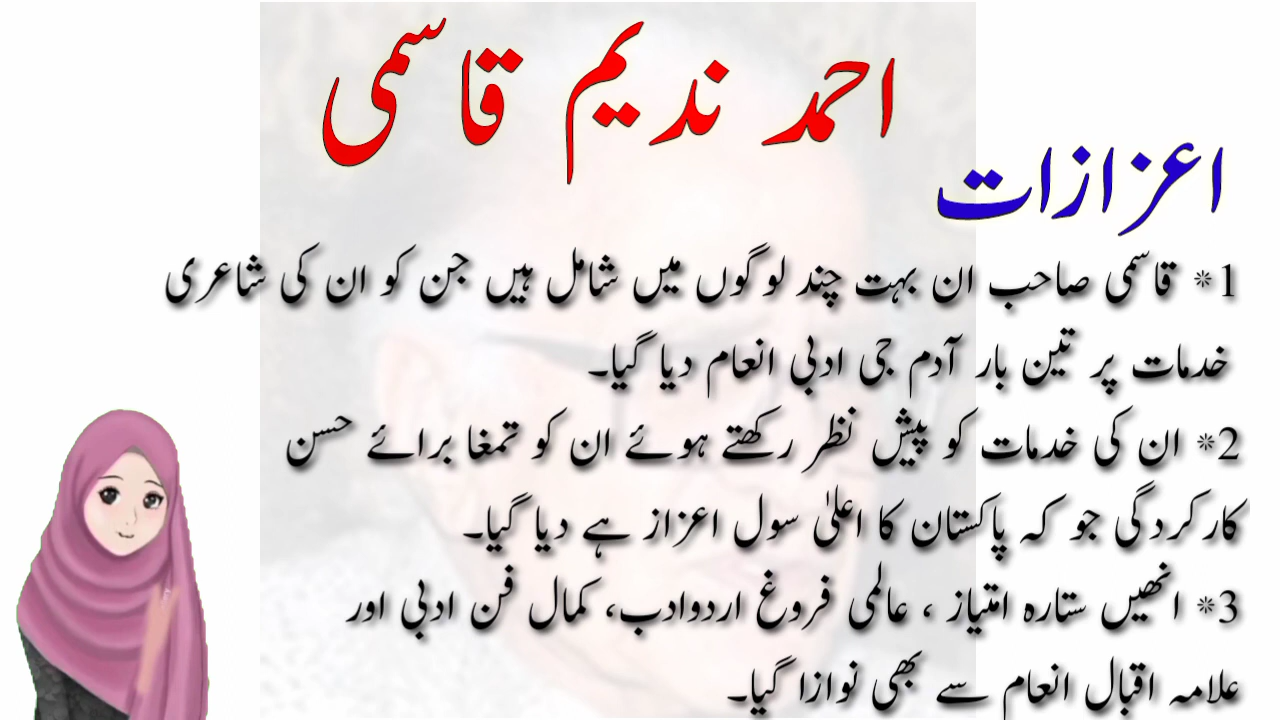 احمد ندیم قاسمی
اعزازات
1* قاسمی صاحب ان بہت چند لوگوں میں شامل ہیں جن کو ان کی شاعری
خدمات پر تین بار آدم جی ادبی انعام دیا گیا۔
2* ان کی خدمات کو پیش نظر رکھتے ہوئے ان کو تمغا برائے حسن
کارکردگی جو کہ پاکستان کا اعلیٰ سول اعزاز ہے دیا گیا۔
3* انھیں ستارہ امتیاز ، عالمی فروغ اردوادب، کمال فن ادبی اور
علامہ اقبال انعام سے بھی نوازا گیا۔